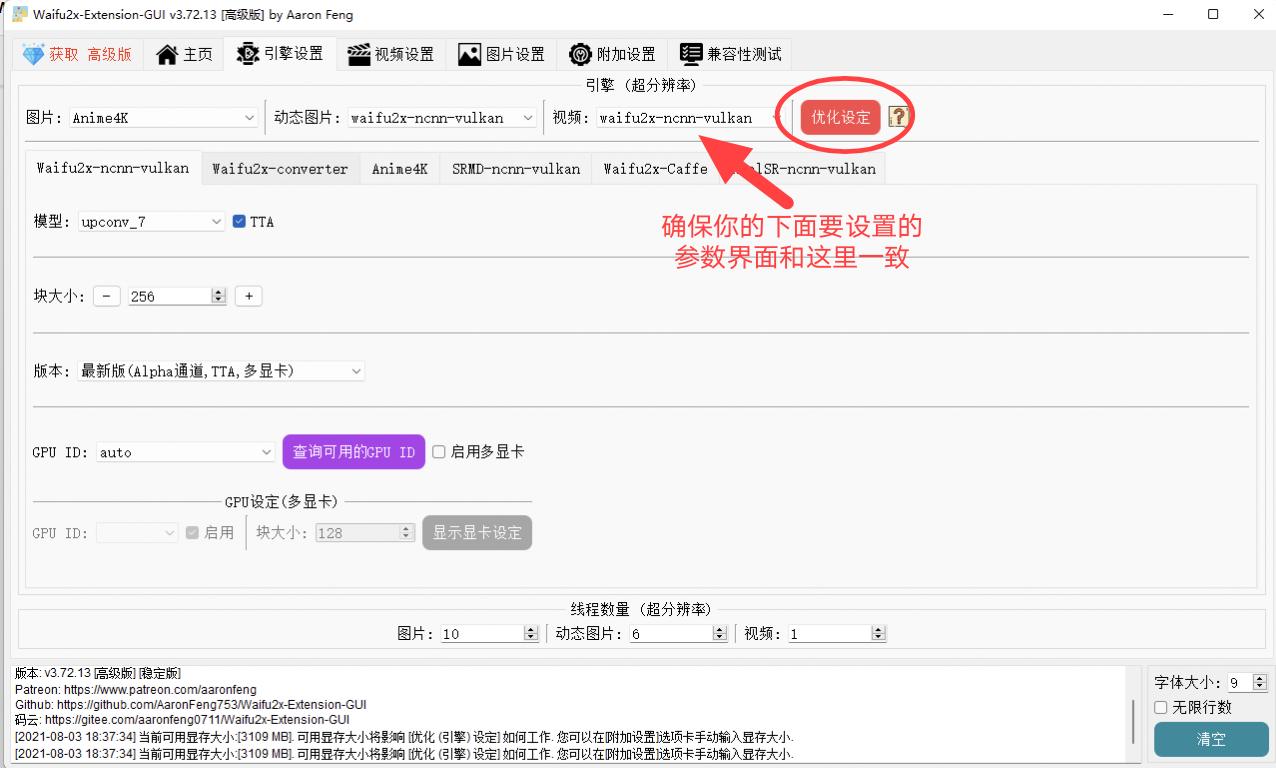 Waifu2x-Extension-GUI v3.72.13 [高级版] by Aaron Feng
获取 高级版 主页 引擎设置 视频设置 图片设置 附加设置 兼容性测试
引擎 (超分辨率)
图片: Anime4K 动态图片: waifu2x-ncnn-vulkan 视频: waifu2x-ncnn-vulkan 优化设定
Waifu2x-ncnn-vulkan Waifu2x-converter Anime4K SRMD-ncnn-vulkan Waifu2x-Caffe lSR-ncnn-vulkan
模型: upconv_7 TTA
确保你的下面要设置的
参数界面和这里一致
块大小: − 256 +
版本: 最新版(Alpha通道,TTA,多显卡)
GPU ID: auto 查询可用的GPU ID 启用多显卡
GPU设定(多显卡)
GPU ID: 启用 块大小: 128 显示显卡设定
线程数量 (超分辨率)
图片: 10 动态图片: 6 视频: 1
版本: v3.72.13 [高级版] [稳定版]
Patreon: https://www.patreon.com/aaronfeng
Github: https://github.com/AaronFeng753/Waifu2x-Extension-GUI
码云: https://gitee.com/aaronfeng0711/Waifu2x-Extension-GUI
[2021-08-03 18:37:34] 当前可用显存大小:[3109 MB]. 可用显存大小将影响 [优化 (引擎) 设定] 如何工作. 您可以在[附加设置]选项卡手动输入显存大小.
[2021-08-03 18:37:34] 当前可用显存大小:[3109 MB]. 可用显存大小将影响 [优化 (引擎) 设定] 如何工作. 您可以在[附加设置]选项卡手动输入显存大小.
字体大小: 9
无限行数
清空